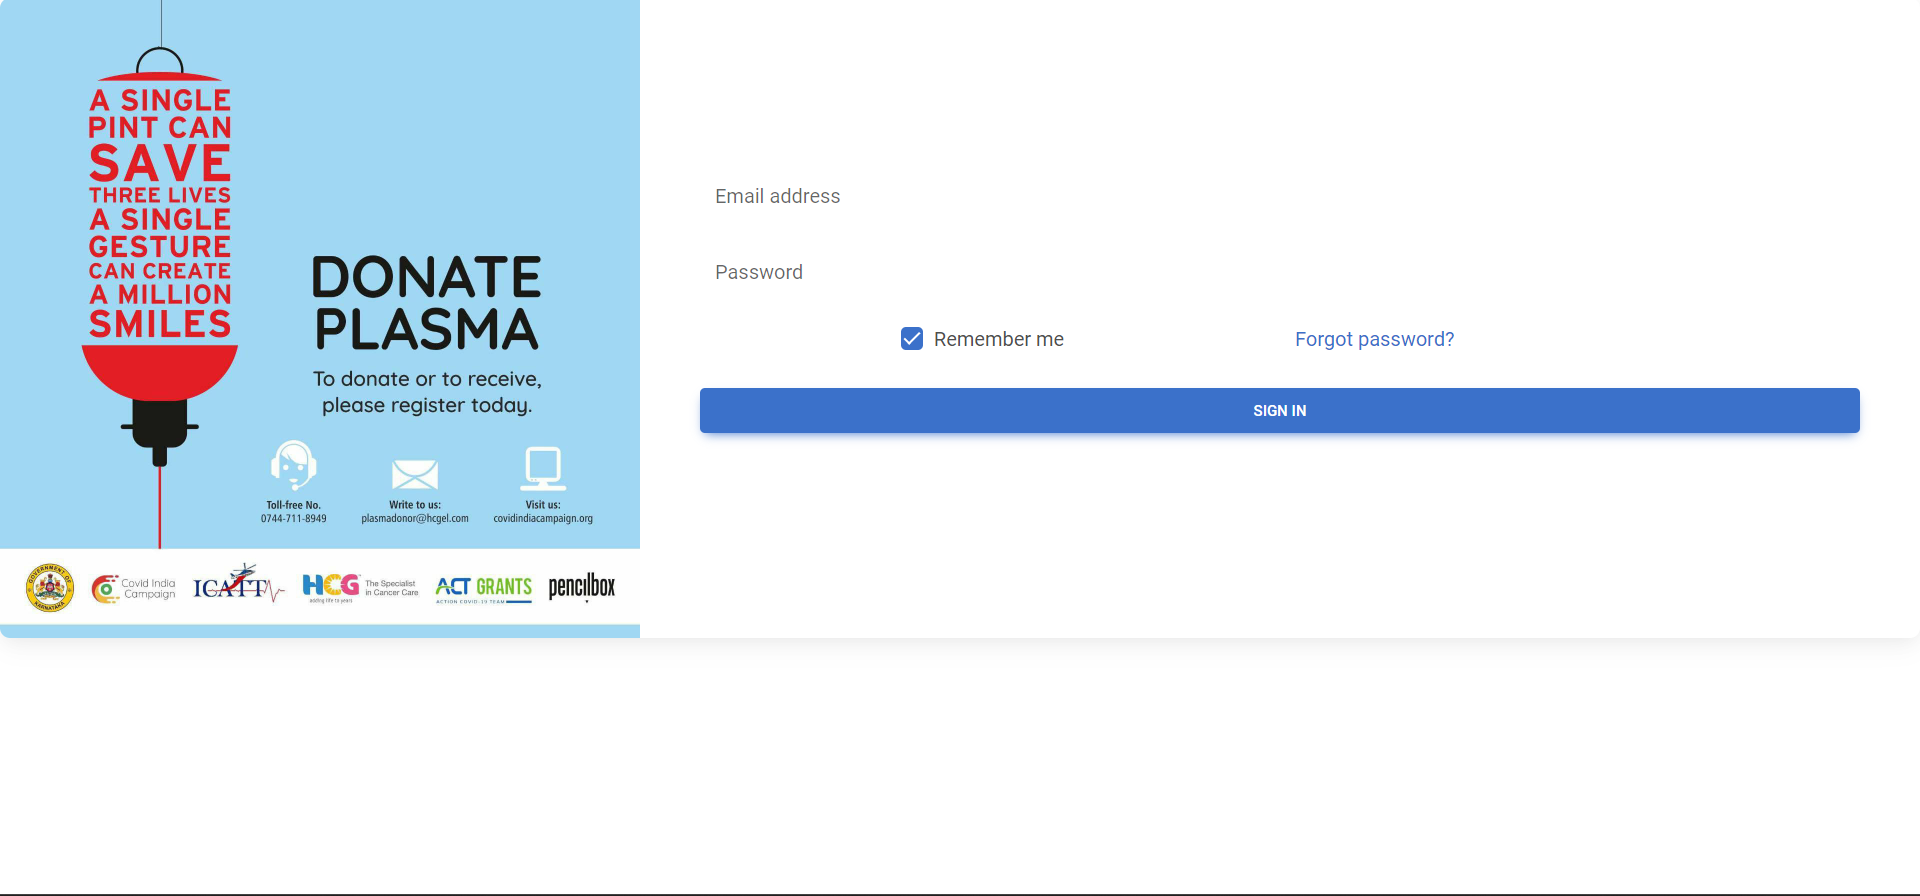 A SINGLE
PINT CAN
SAVE
THREE LIVES
A SINGLE
GESTURE
CAN CREATE
A MILLION
SMILES
DONATE
PLASMA
To donate or to receive,
please register today.
Toll-free No.
0744-711-8949
Write to us:
plasmadonor@hcgel.com
Visit us:
covidindiacampaign.org
GOVERNMENT OF
KARNATAKA
Covid India
Campaign
ICATT
HCG
adding life to years
The Specialist
in Cancer Care
ACT GRANTS
ACTION COVID-19 TEAM
pencilbox
Email address
Password
Remember me
Forgot password?
SIGN IN